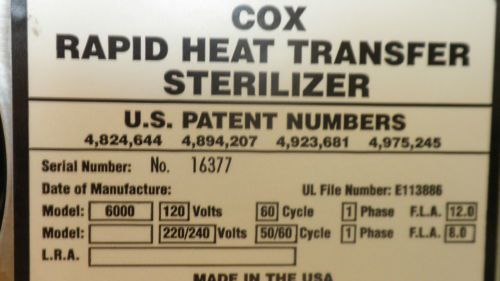 COX
RAPID HEAT TRANSFER
STERILIZER
U.S. PATENT NUMBERS
4,824,644 4,894,207 4,923,681 4,975,245
Serial Number: No. 16377
Date of Manufacture: UL File Number: E113886
Model: 6000 120 Volts 60 Cycle 1 Phase F.L.A. 12.0
Model: 220/240 Volts 50/60 Cycle 1 Phase F.L.A. 8.0
L.R.A.
MADE IN THE USA